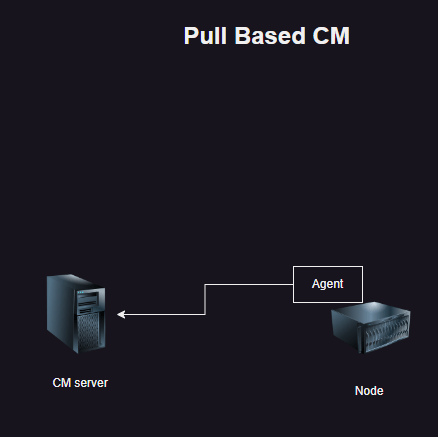 Pull Based CM
Agent
CM server
Node